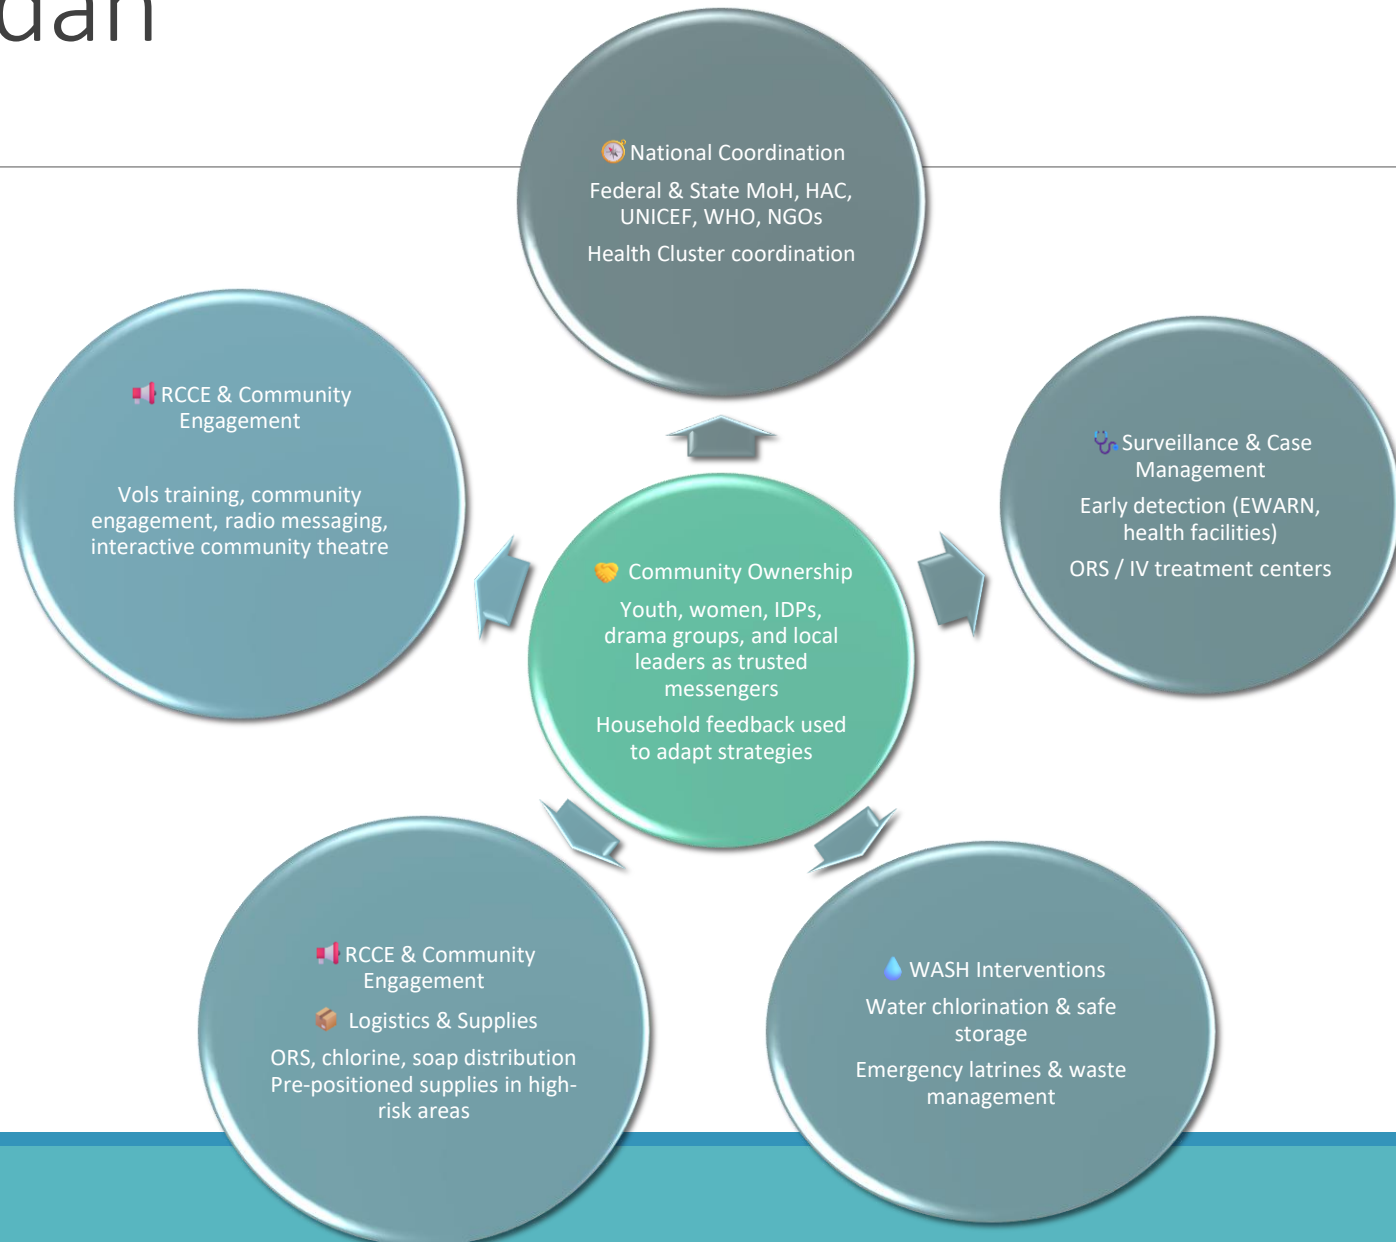 dan
🧭 National Coordination
Federal & State MoH, HAC,
UNICEF, WHO, NGOs
Health Cluster coordination
📢 RCCE & Community
Engagement
Vols training, community
engagement, radio messaging,
interactive community theatre
🩺 Surveillance & Case
Management
Early detection (EWARN,
health facilities)
ORS / IV treatment centers
🤝 Community Ownership
Youth, women, IDPs,
drama groups, and local
leaders as trusted
messengers
Household feedback used
to adapt strategies
📢 RCCE & Community
Engagement
📦 Logistics & Supplies
ORS, chlorine, soap distribution
Pre-positioned supplies in high-
risk areas
💧 WASH Interventions
Water chlorination & safe
storage
Emergency latrines & waste
management